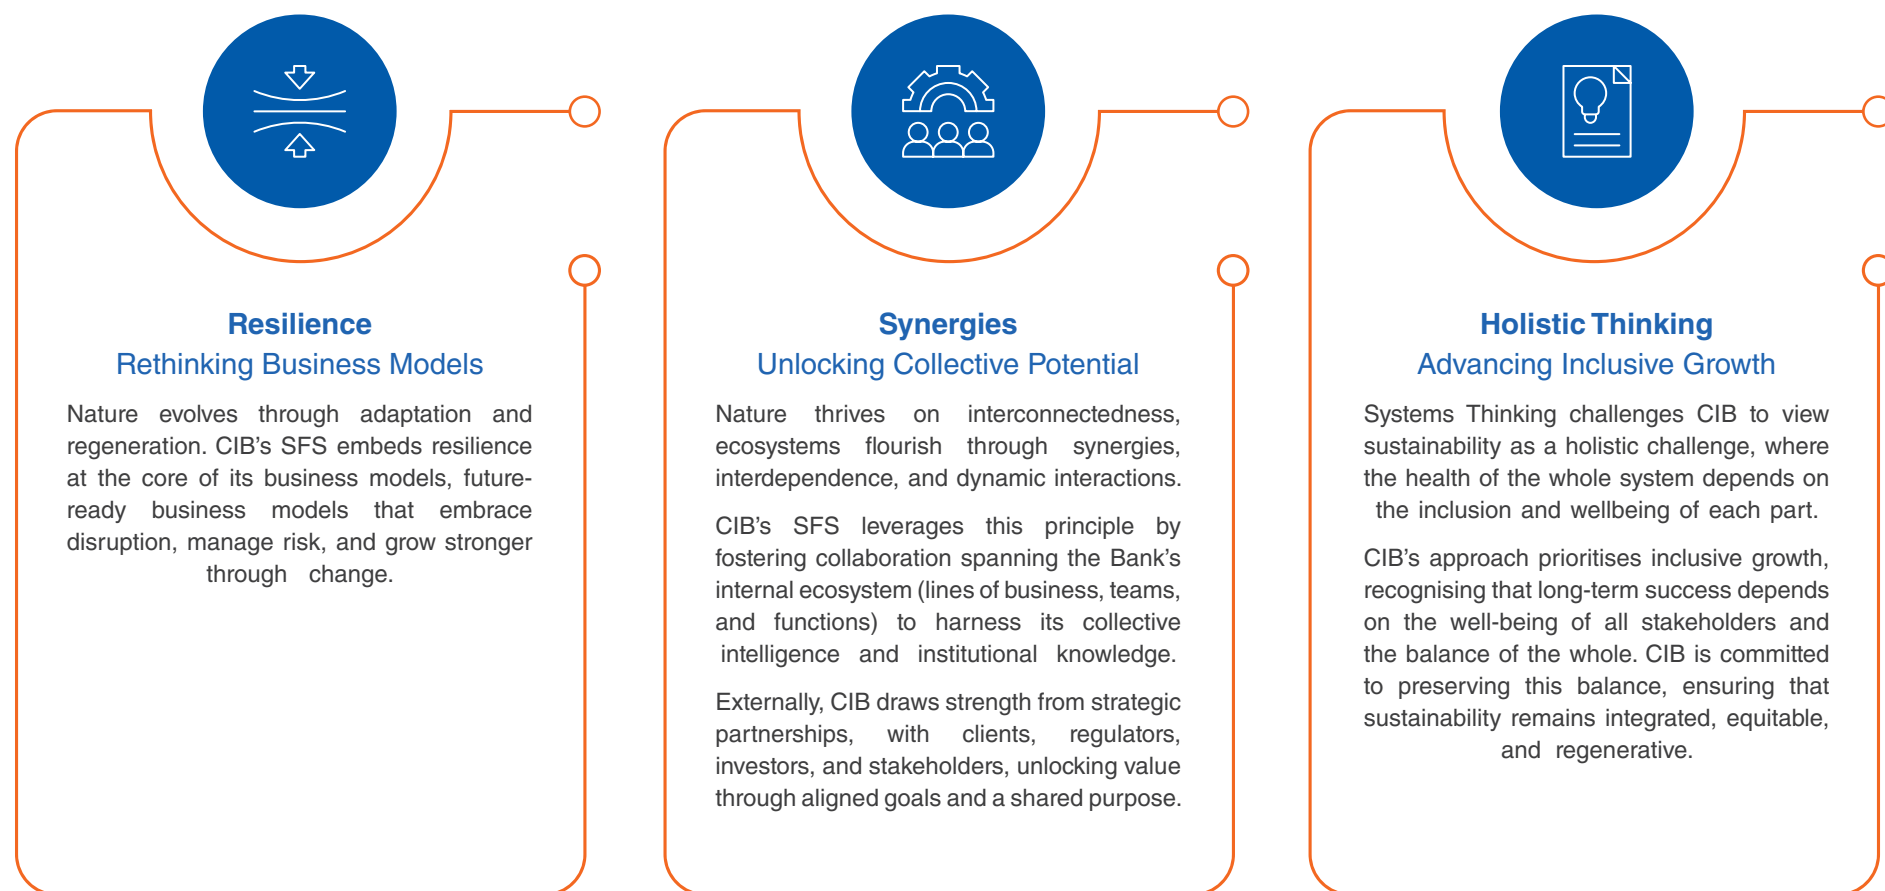 Resilience
Rethinking Business Models
Nature evolves through adaptation and
regeneration. CIB's SFS embeds resilience
at the core of its business models, future-
ready business models that embrace
disruption, manage risk, and grow stronger
through change.
Synergies
Unlocking Collective Potential
Nature thrives on interconnectedness,
ecosystems flourish through synergies,
interdependence, and dynamic interactions.
CIB's SFS leverages this principle by
fostering collaboration spanning the Bank's
internal ecosystem (lines of business, teams,
and functions) to harness its collective
intelligence and institutional knowledge.
Externally, CIB draws strength from strategic
partnerships, with clients, regulators,
investors, and stakeholders, unlocking value
through aligned goals and a shared purpose.
Holistic Thinking
Advancing Inclusive Growth
Systems Thinking challenges CIB to view
sustainability as a holistic challenge, where
the health of the whole system depends on
the inclusion and wellbeing of each part.
CIB's approach prioritises inclusive growth,
recognising that long-term success depends
on the well-being of all stakeholders and
the balance of the whole. CIB is committed
to preserving this balance, ensuring that
sustainability remains integrated, equitable,
and regenerative.